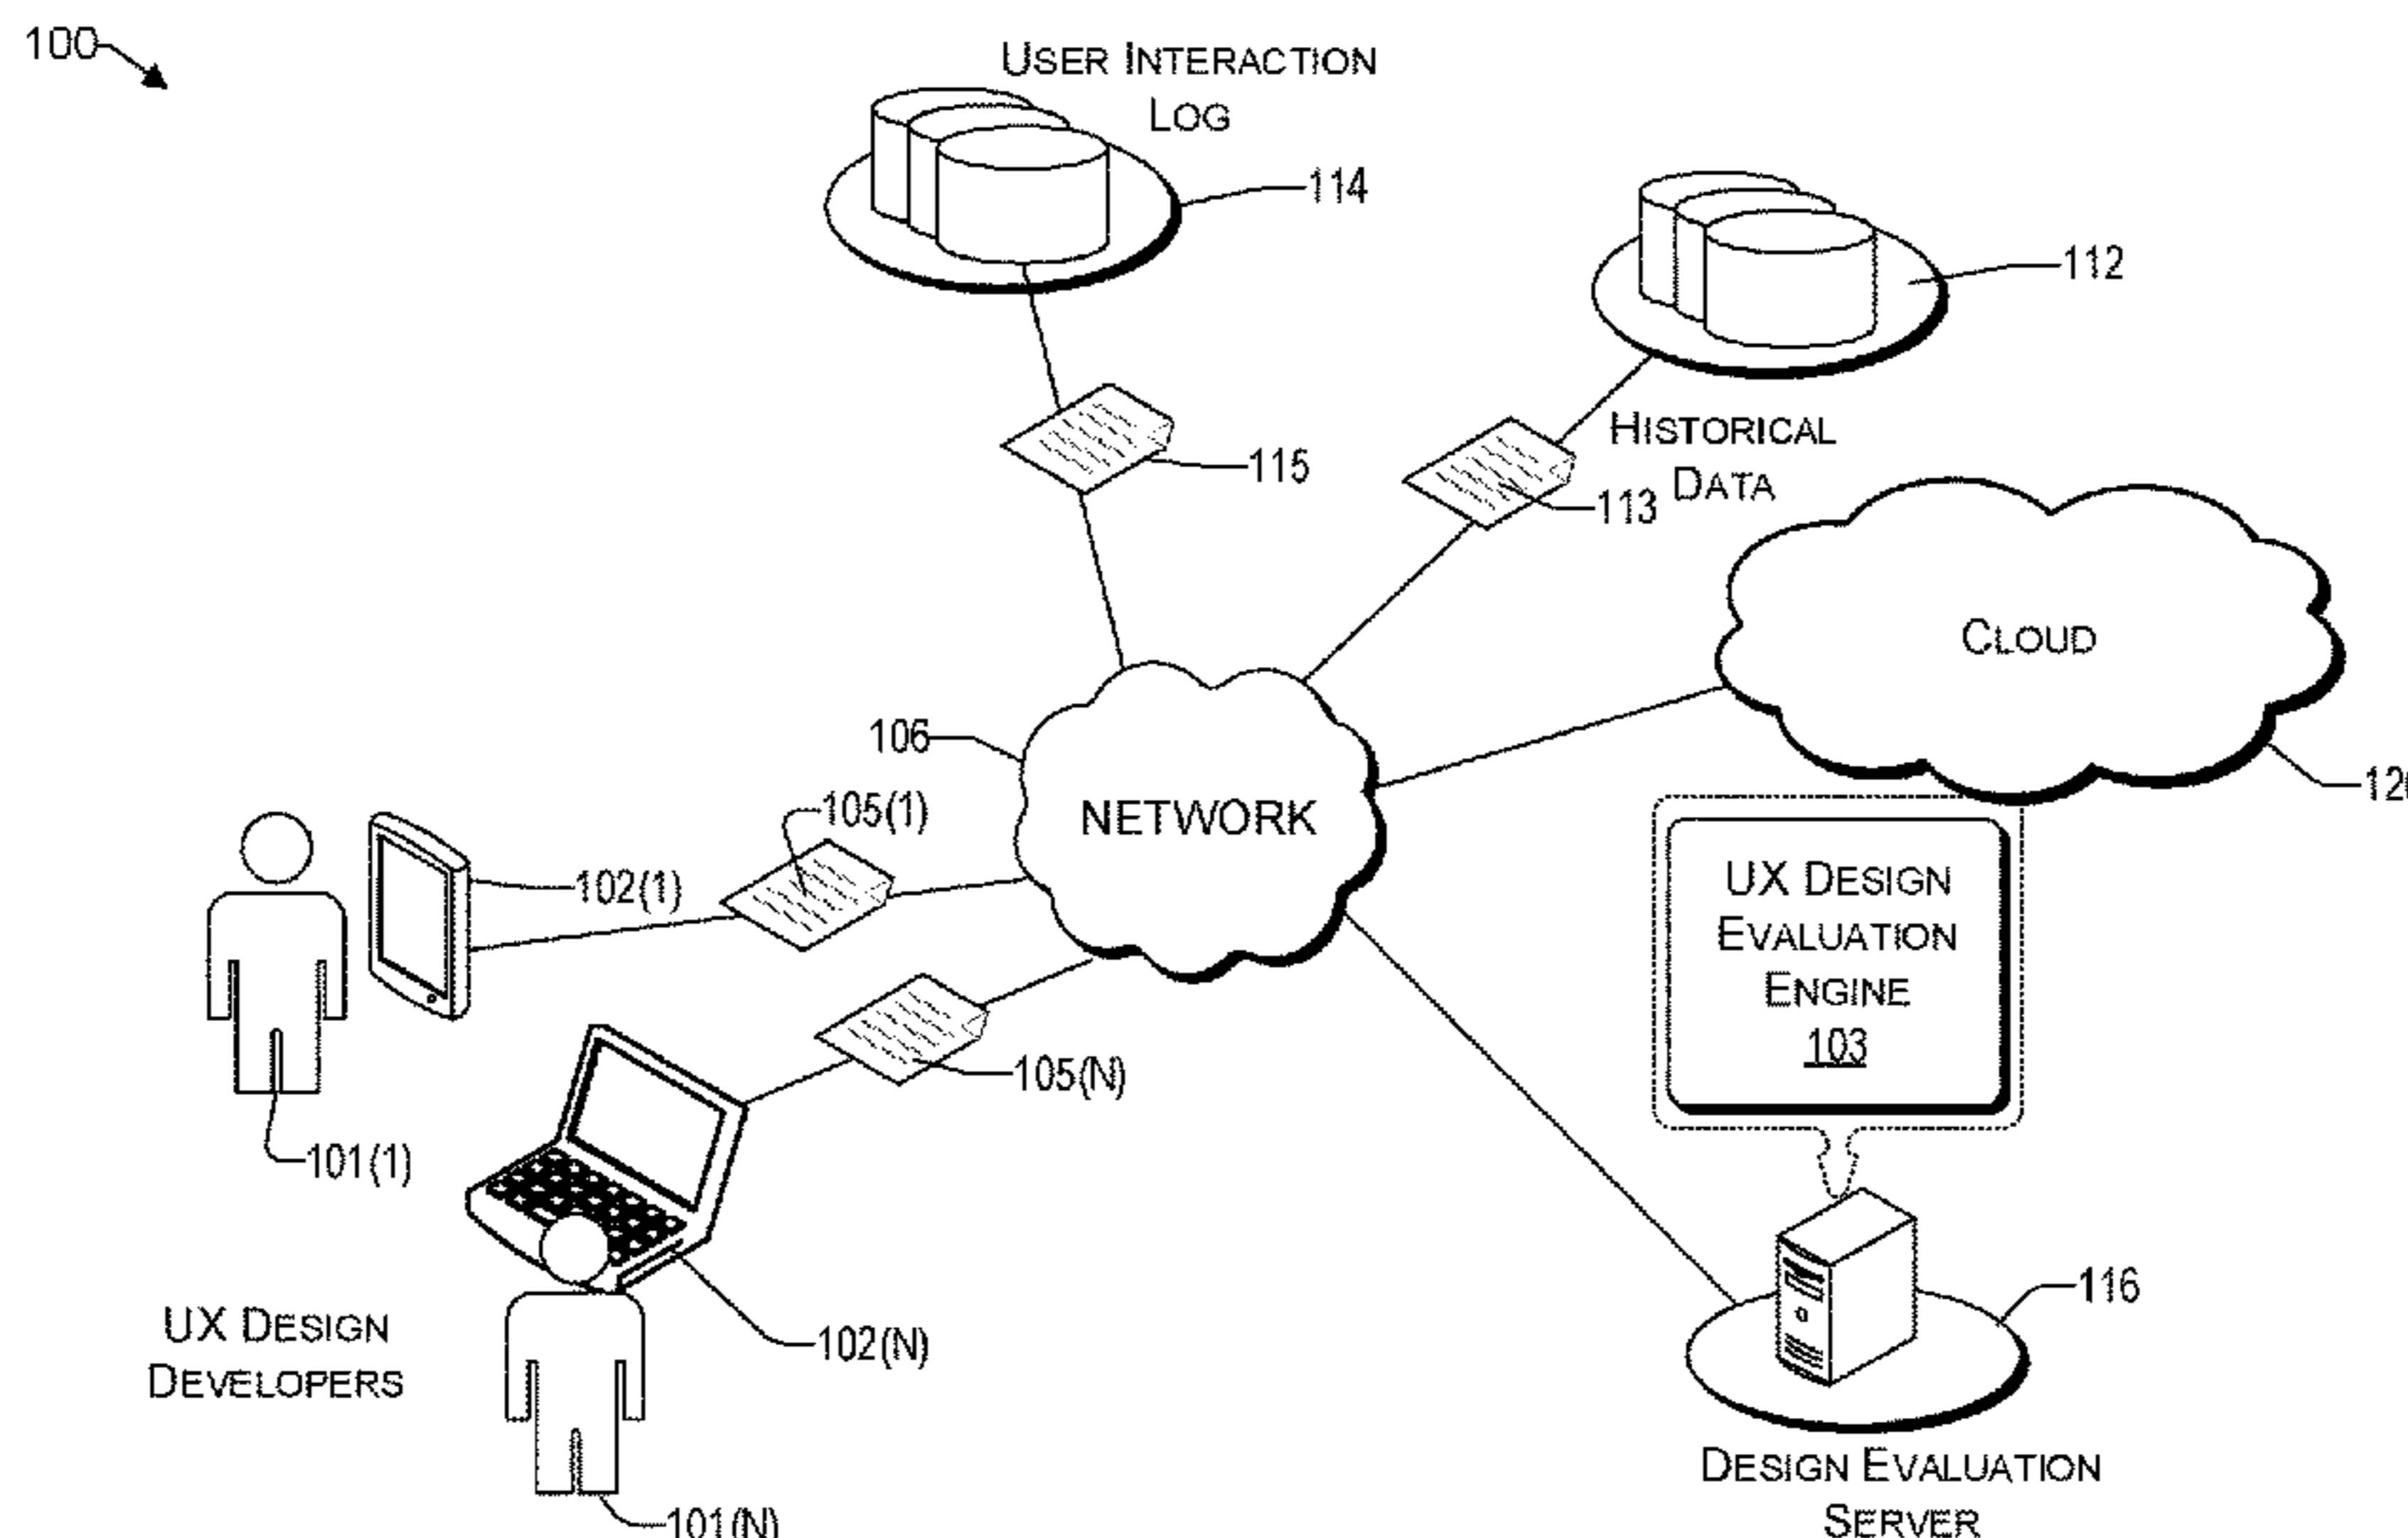 100
USER INTERACTION
LOG
114
112
115
HISTORICAL
DATA
113
CLOUD
106
NETWORK
105(1)
102(1)
UX DESIGN
EVALUATION
ENGINE
103
105(N)
101(1)
116
UX DESIGN
DEVELOPERS
102(N)
DESIGN EVALUATION
SERVER
101(N)